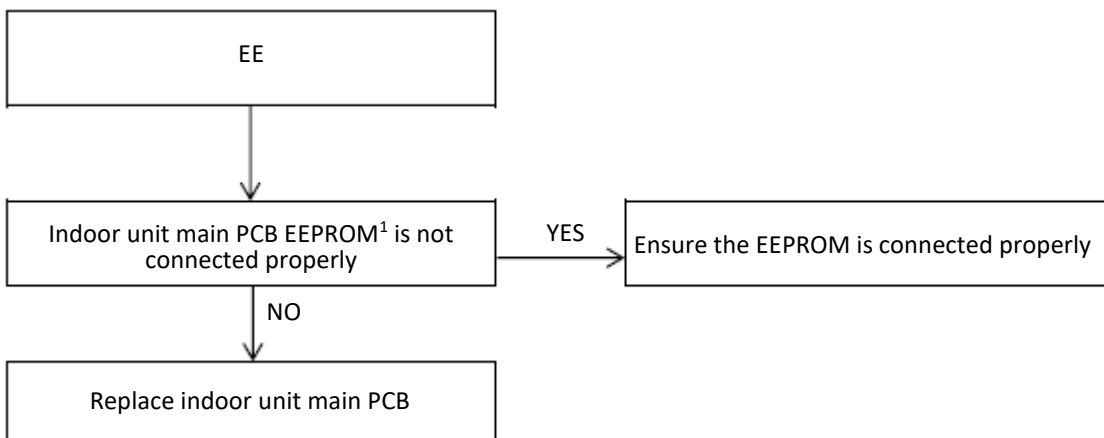 EE
Indoor unit main PCB EEPROM¹ is not
connected properly
YES
Ensure the EEPROM is connected properly
NO
Replace indoor unit main PCB